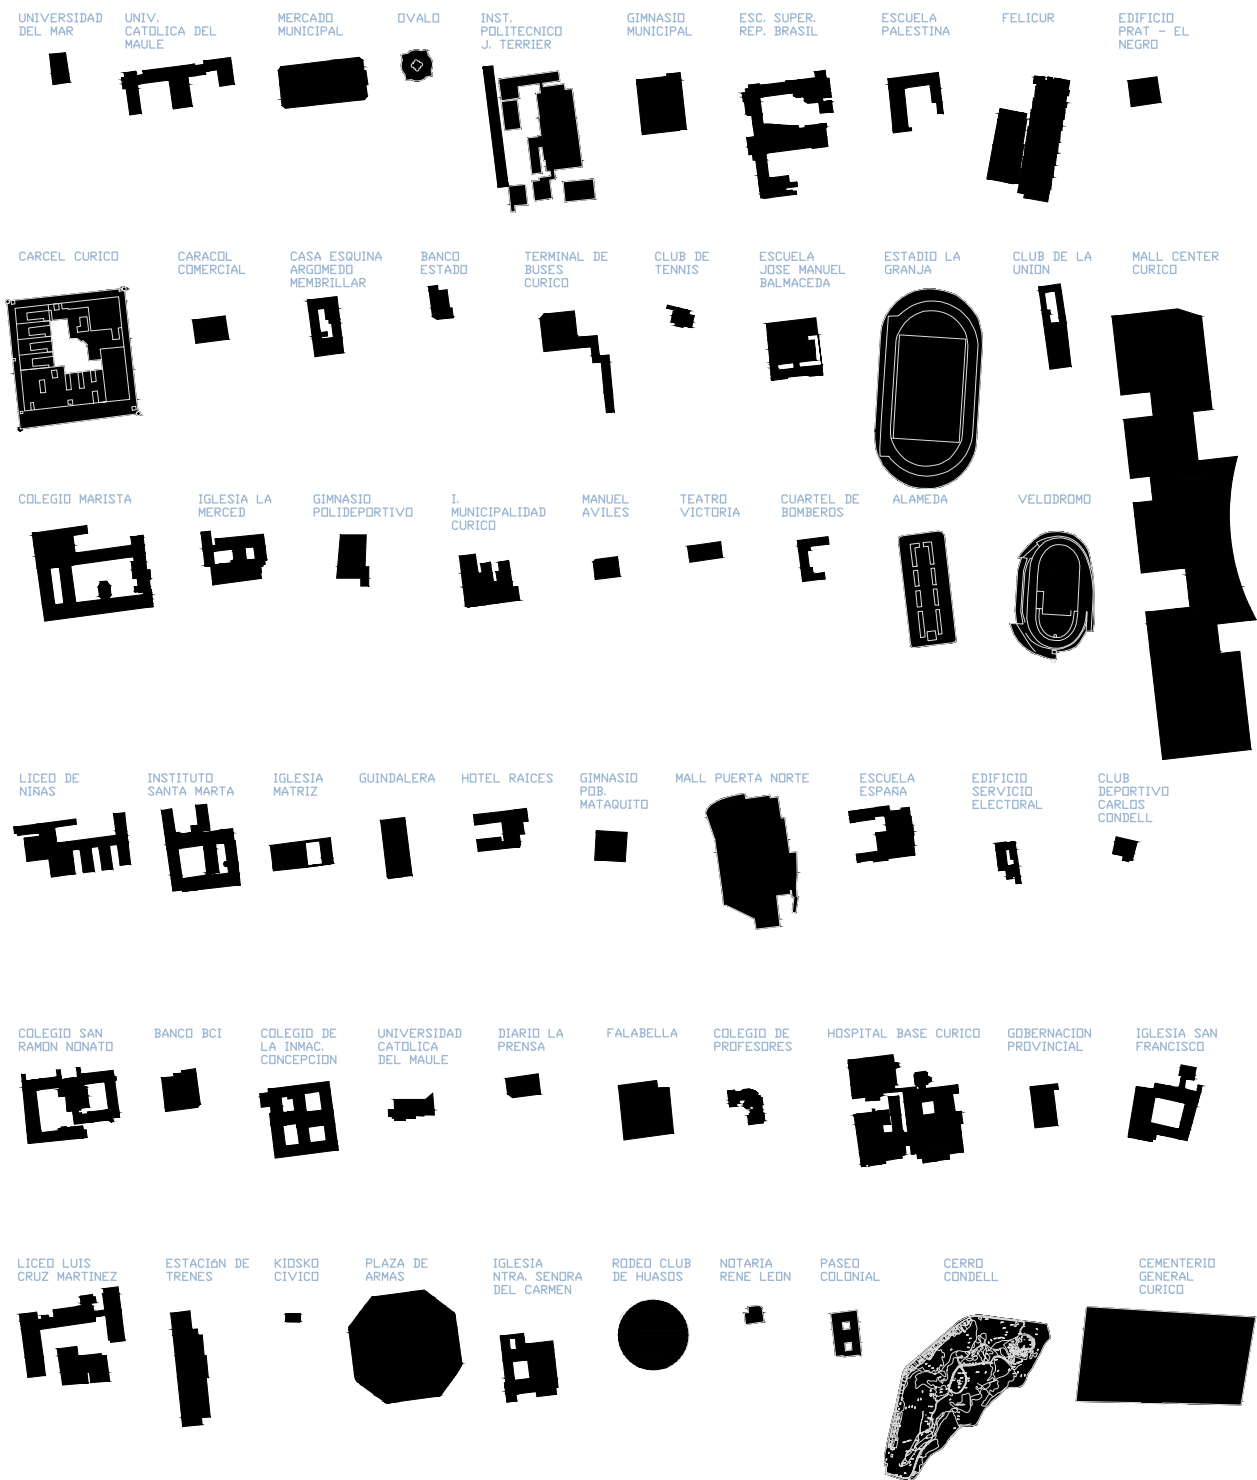 UNIVERSIDAD
DEL MAR
UNIV.
CATOLICA DEL
MAULE
MERCADO
MUNICIPAL
OVALO
INST.
POLITECNICO
J. TERRIER
GIMNASIO
MUNICIPAL
ESC. SUPER.
REP. BRASIL
ESCUELA
PALESTINA
FELICUR
EDIFICIO
PRAT - EL
NEGRO
CARCEL CURICO
CARACOL
COMERCIAL
CASA ESQUINA
ARGOMEDO
MEMBRILLAR
BANCO
ESTADO
TERMINAL DE
BUSES
CURICO
CLUB DE
TENNIS
ESCUELA
JOSE MANUEL
BALMACEDA
ESTADIO LA
GRANJA
CLUB DE LA
UNION
MALL CENTER
CURICO
COLEGIO MARISTA
IGLESIA LA
MERCED
GIMNASIO
POLIDEPORTIVO
I.
MUNICIPALIDAD
CURICO
MANUEL
AVILES
TEATRO
VICTORIA
CUARTEL DE
BOMBEROS
ALAMEDA
VELODROMO
LICEO DE
NIÑAS
INSTITUTO
SANTA MARTA
IGLESIA
MATRIZ
GUINDALERA
HOTEL RAICES
GIMNASIO
POB.
MATAQUITO
MALL PUERTA NORTE
ESCUELA
ESPAÑA
EDIFICIO
SERVICIO
ELECTORAL
CLUB
DEPORTIVO
CARLOS
CONDELL
COLEGIO SAN
RAMON NONATO
BANCO BCI
COLEGIO DE
LA INMAC.
CONCEPCION
UNIVERSIDAD
CATOLICA
DEL MAULE
DIARIO LA
PRENSA
FALABELLA
COLEGIO DE
PROFESORES
HOSPITAL BASE CURICO
GOBERNACION
PROVINCIAL
IGLESIA SAN
FRANCISCO
LICEO LUIS
CRUZ MARTINEZ
ESTACIóN DE
TRENES
KIOSKO
CIVICO
PLAZA DE
ARMAS
IGLESIA
NTRA. SENORA
DEL CARMEN
RODEO CLUB
DE HUASOS
NOTARIA
RENE LEON
PASEO
COLONIAL
CERRO
CONDELL
CEMENTERIO
GENERAL
CURICO